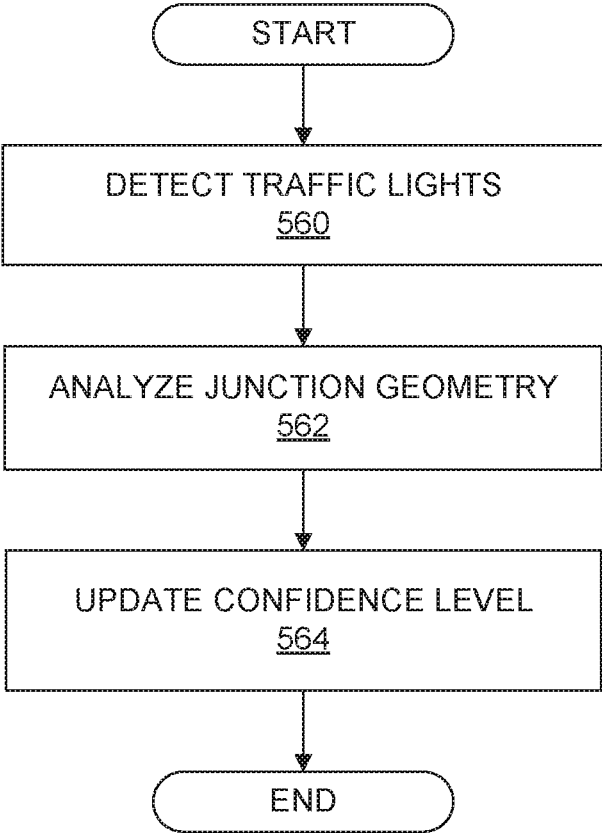 START
DETECT TRAFFIC LIGHTS
560
ANALYZE JUNCTION GEOMETRY
562
UPDATE CONFIDENCE LEVEL
564
END